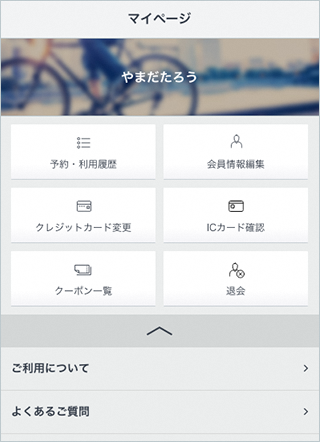 マイページ
やまだたろう
予約・利用履歴
会員情報編集
クレジットカード変更
ICカード確認
クーポン一覧
退会
ご利用について
よくあるご質問